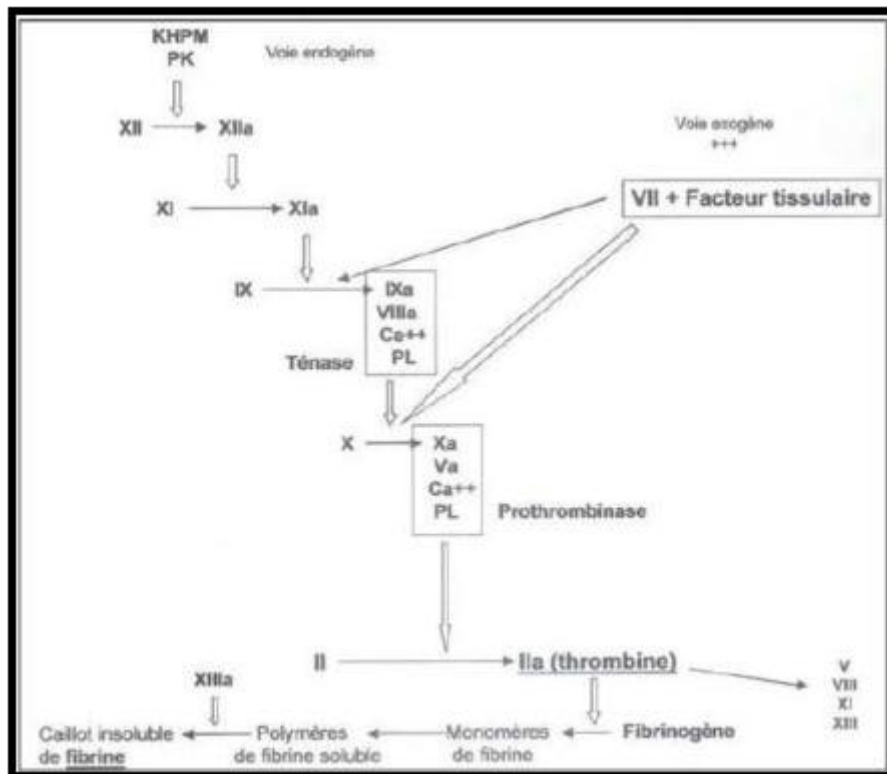 KHPM
PK
Voie endogène
XII
XIIa
Voie exogène
+++
VII + Facteur tissulaire
XI
XIa
IX
IXa
VIIIa
Ca++
PL
Ténase
X
Xa
Va
Ca++
PL
Prothrombinase
II
IIa (thrombine)
V
VIII
XI
XIII
XIIIa
Caillot insoluble
de fibrine
Polymères
de fibrine soluble
Monomères
de fibrine
Fibrinogène